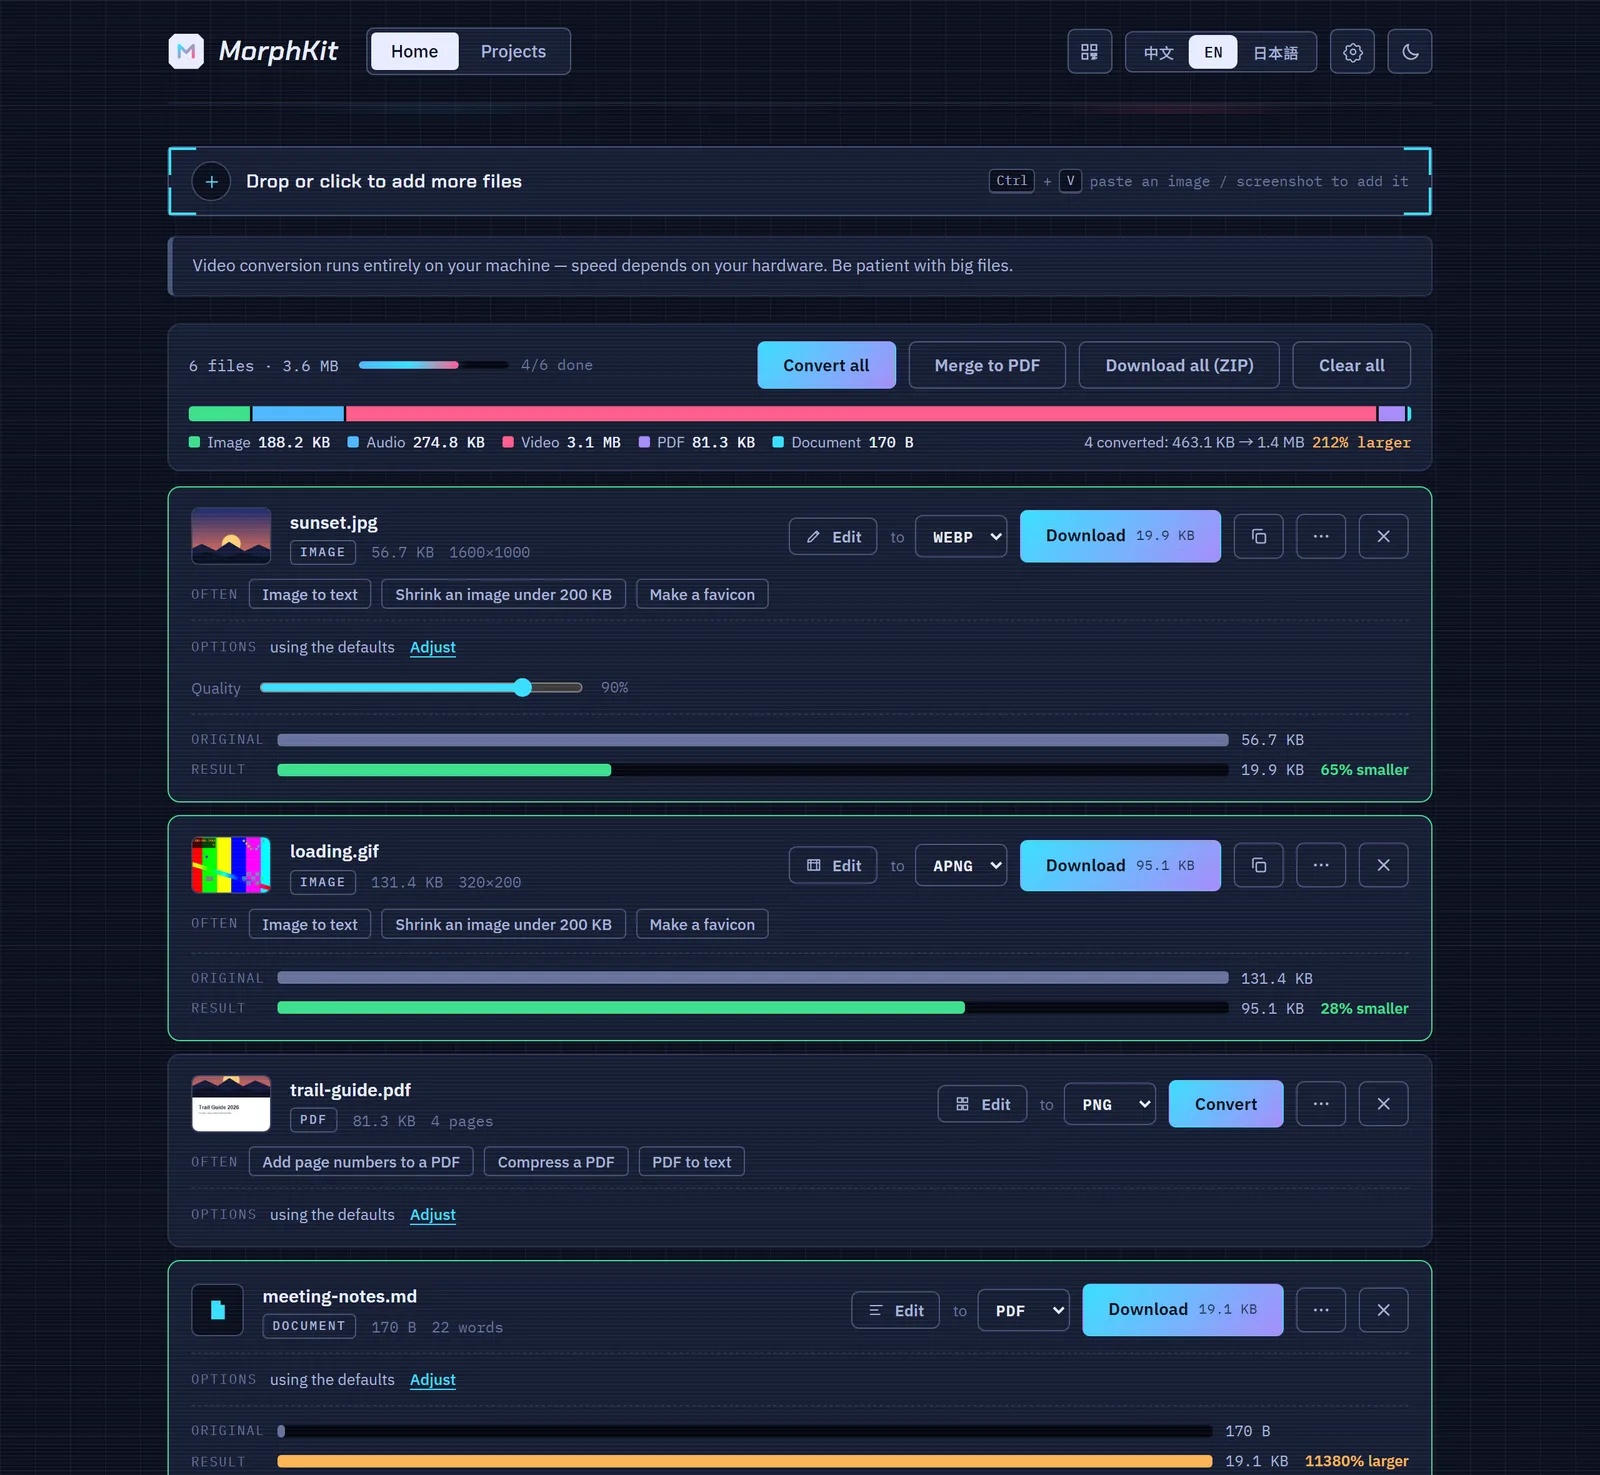 MorphKit Home Projects 中文 EN 日本語
+ Drop or click to add more files Ctrl + V paste an image / screenshot to add it
Video conversion runs entirely on your machine — speed depends on your hardware. Be patient with big files.
6 files · 3.6 MB 4/6 done Convert all Merge to PDF Download all (ZIP) Clear all
Image 188.2 KB Audio 274.8 KB Video 3.1 MB PDF 81.3 KB Document 170 B 4 converted: 463.1 KB → 1.4 MB 212% larger
sunset.jpg
IMAGE 56.7 KB 1600×1000 Edit to WEBP Download 19.9 KB
OFTEN Image to text Shrink an image under 200 KB Make a favicon
OPTIONS using the defaults Adjust
Quality 90%
ORIGINAL 56.7 KB
RESULT 19.9 KB 65% smaller
loading.gif
IMAGE 131.4 KB 320×200 Edit to APNG Download 95.1 KB
OFTEN Image to text Shrink an image under 200 KB Make a favicon
ORIGINAL 131.4 KB
RESULT 95.1 KB 28% smaller
Trail Guide 2026
trail-guide.pdf
PDF 81.3 KB 4 pages Edit to PNG Convert
OFTEN Add page numbers to a PDF Compress a PDF PDF to text
OPTIONS using the defaults Adjust
meeting-notes.md
DOCUMENT 170 B 22 words Edit to PDF Download 19.1 KB
OPTIONS using the defaults Adjust
ORIGINAL 170 B
RESULT 19.1 KB 11380% larger